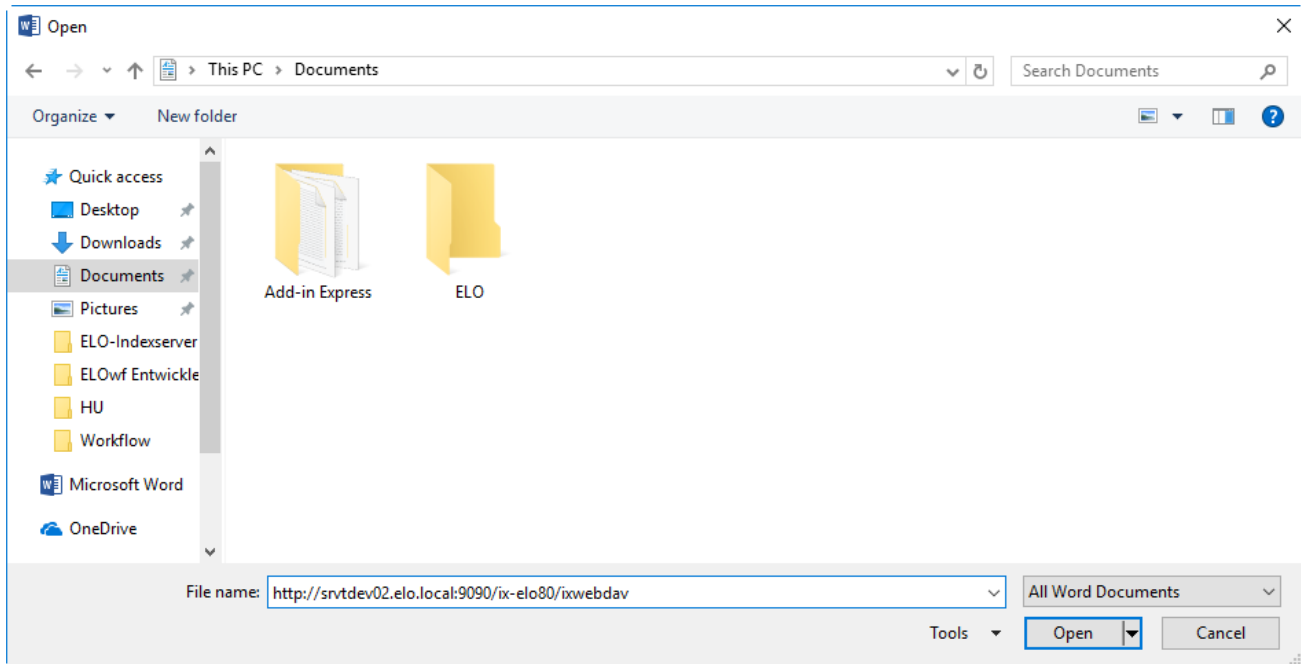 Open
This PC > Documents
Search Documents
Organize
New folder
Quick access
Desktop
Downloads
Documents
Pictures
ELO-Indexserver
ELOwf Entwickle
HU
Workflow
Microsoft Word
OneDrive
Add-in Express
ELO
File name: http://srvtdev02.elo.local:9090/ix-elo80/ixwebdav
All Word Documents
Tools
Open
Cancel